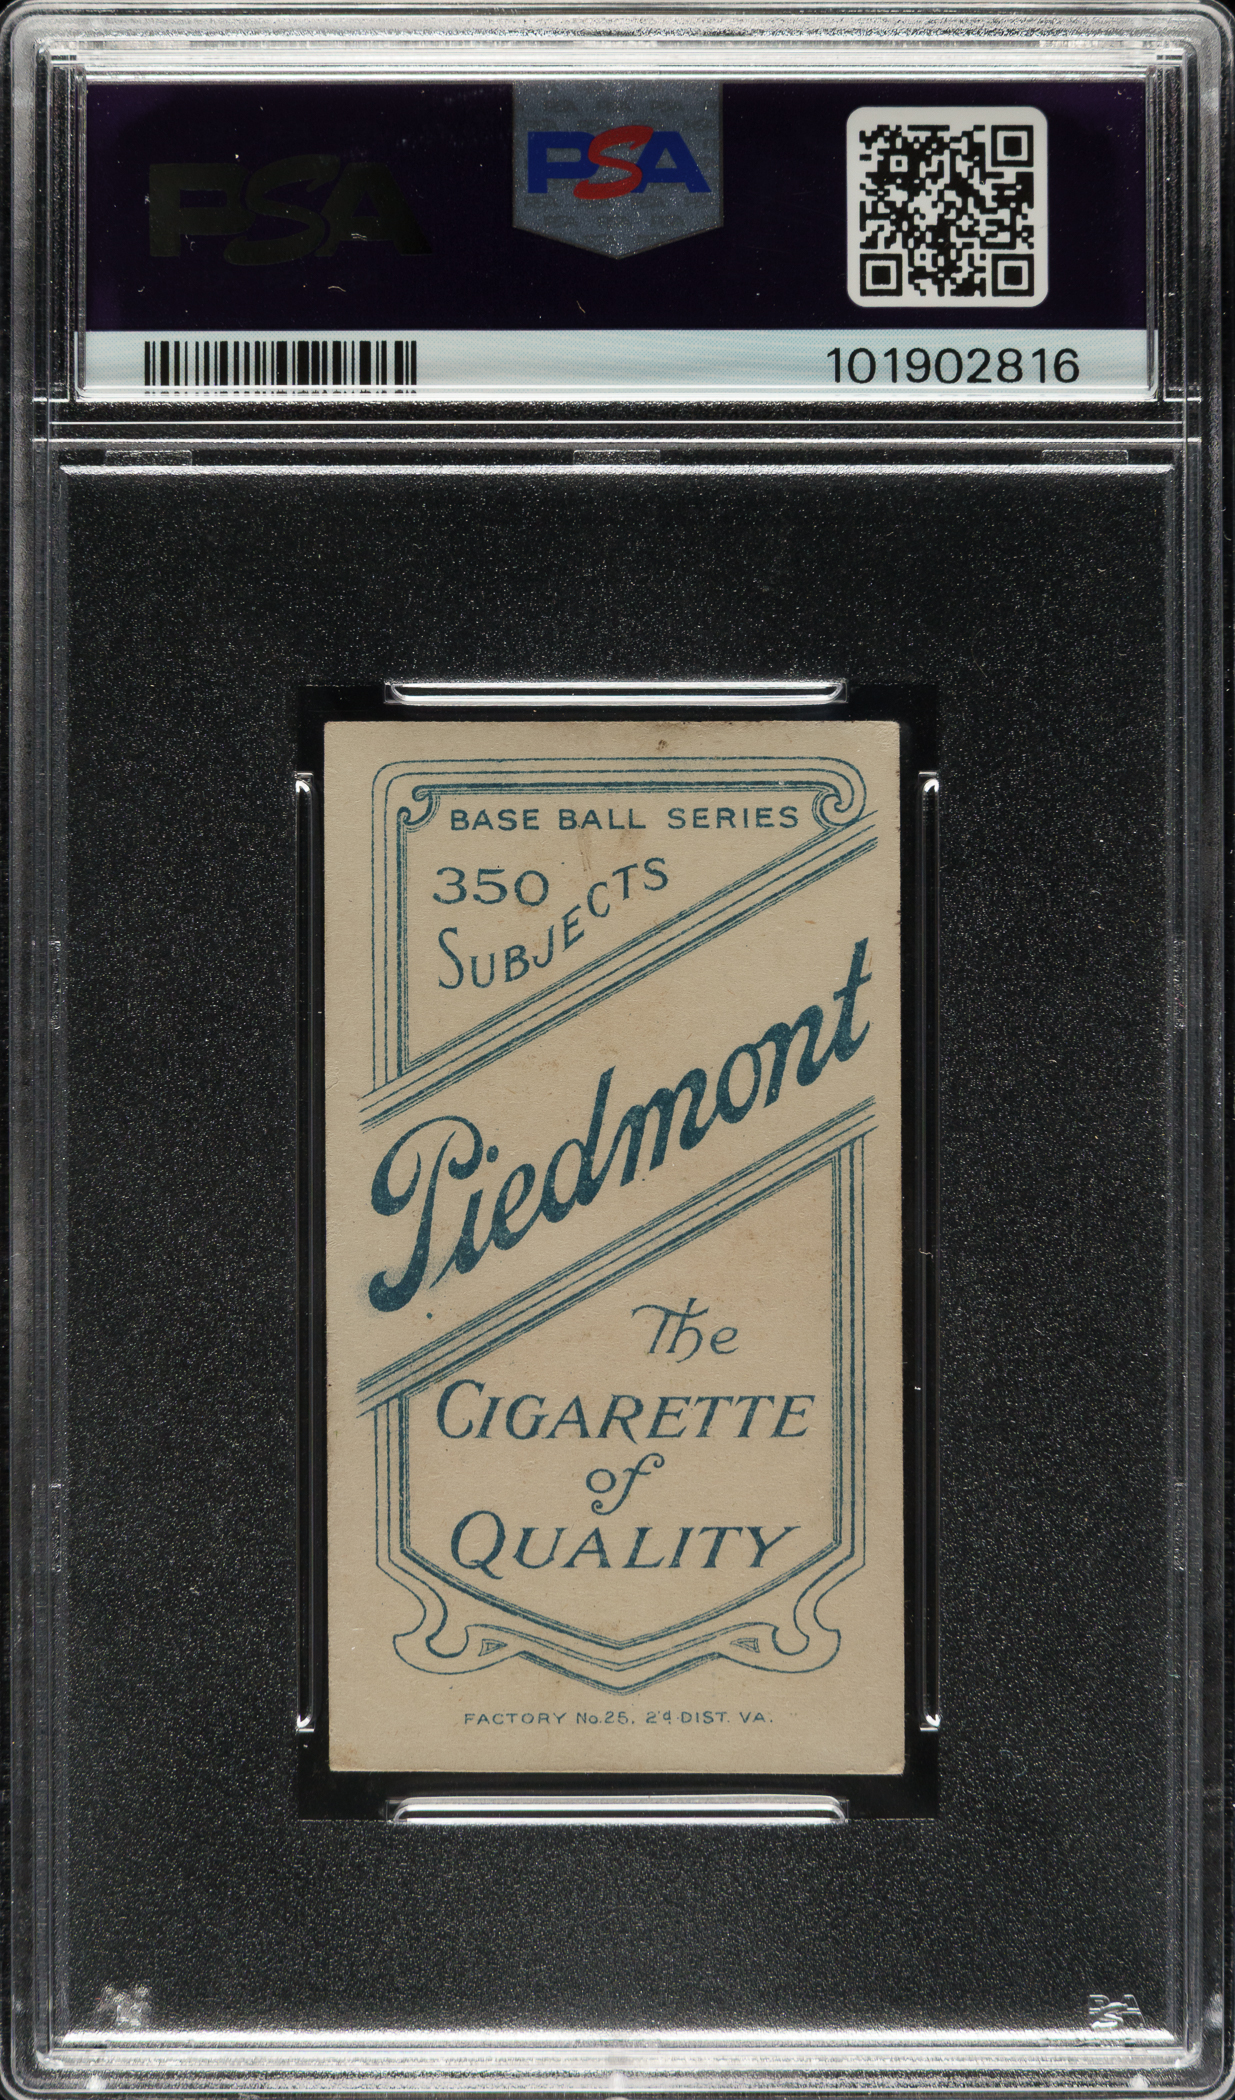 PSA
PSA
101902816
BASE BALL SERIES
350
SUBJECTS
Piedmont
The
CIGARETTE
of
QUALITY
FACTORY No. 25, 2d DIST. VA.
PSA